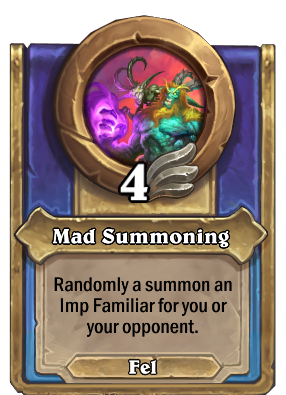 4
Mad Summoning
Randomly a summon an
Imp Familiar for you or
your opponent.
Fel